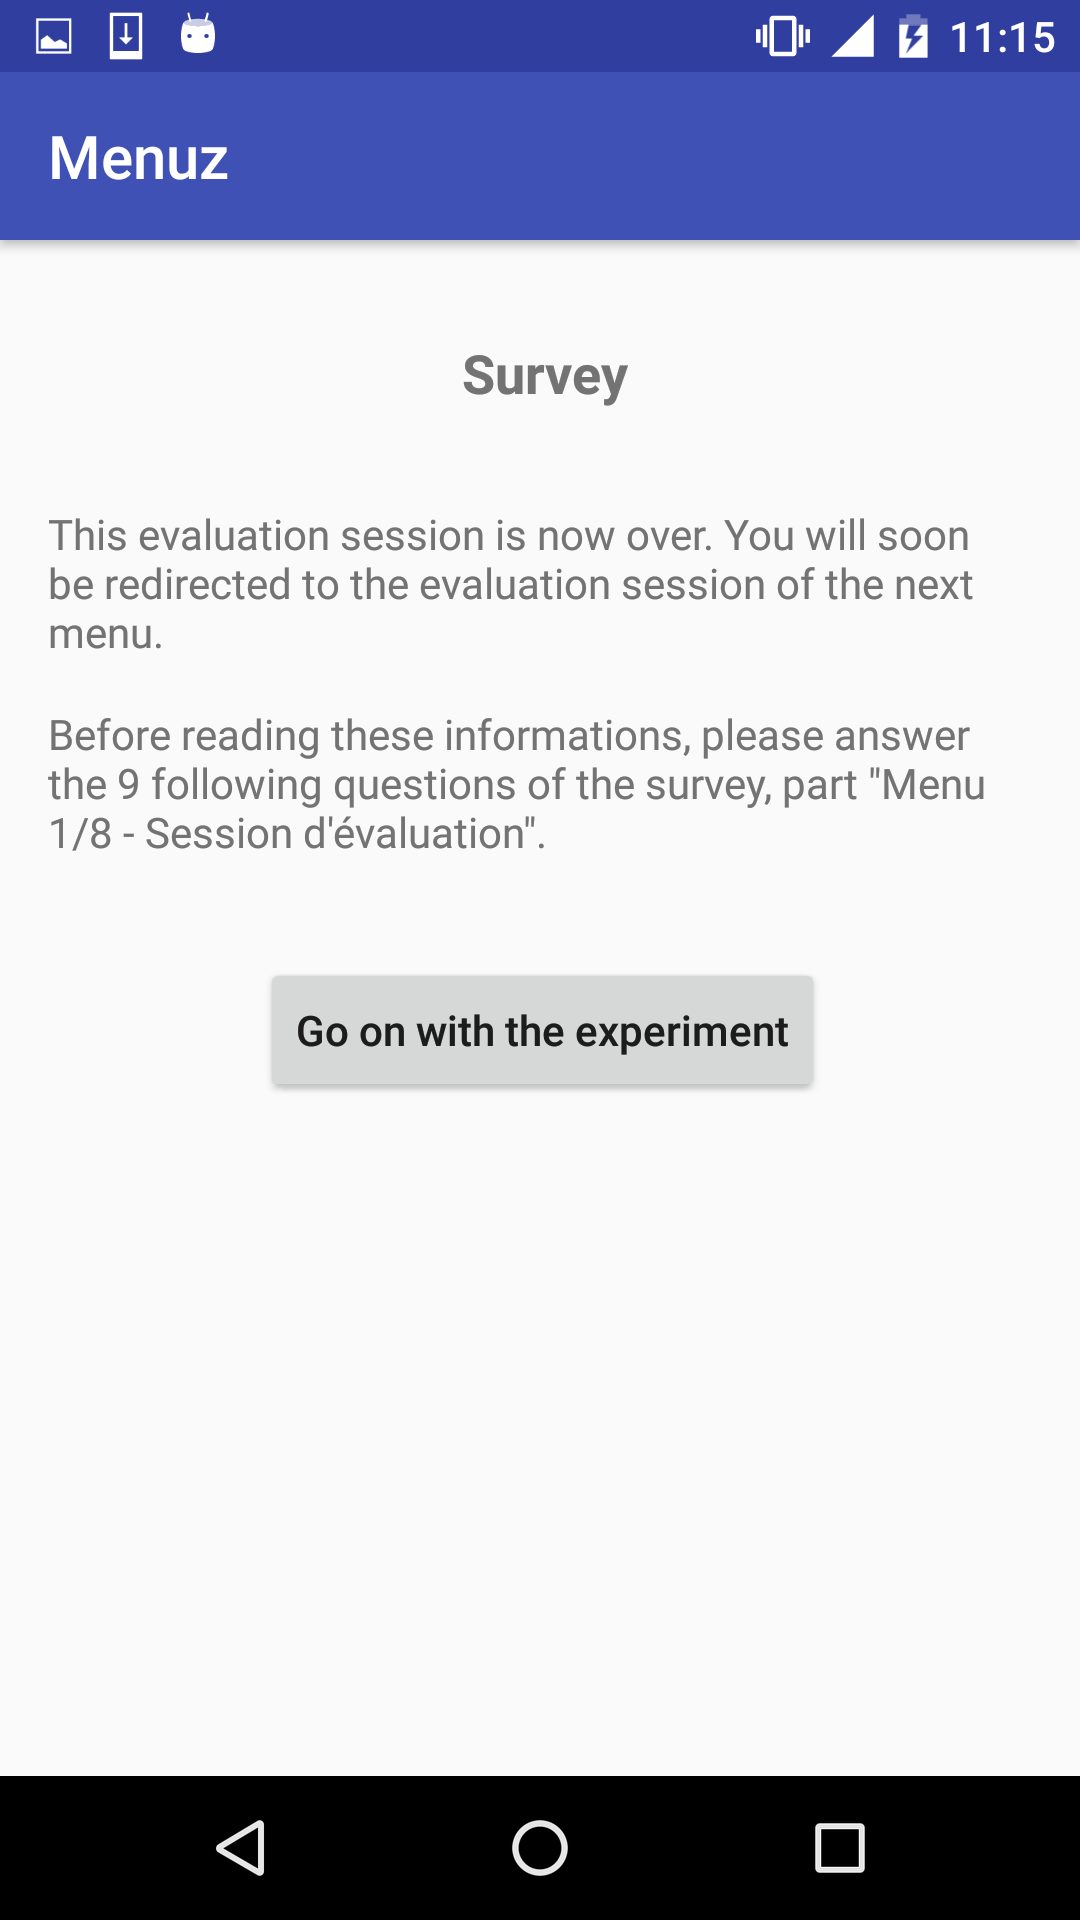 11:15
Menuz
Survey
This evaluation session is now over. You will soon
be redirected to the evaluation session of the next
menu.
Before reading these informations, please answer
the 9 following questions of the survey, part "Menu
1/8 - Session d'évaluation".
Go on with the experiment